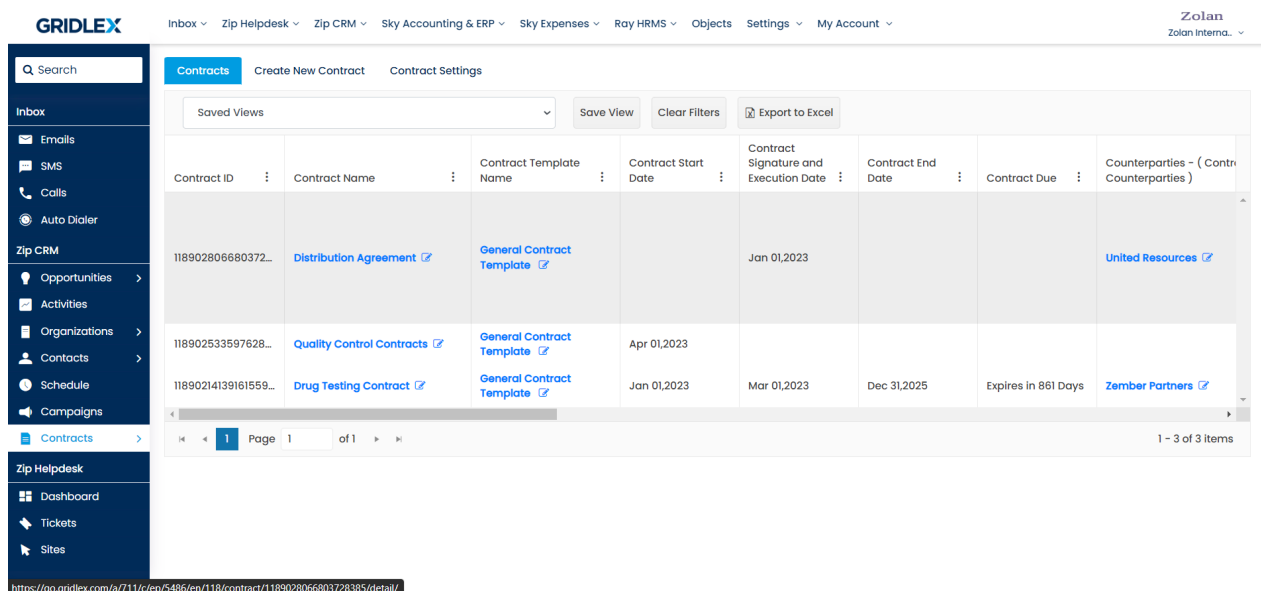 GRIDLEX
Inbox Zip Helpdesk Zip CRM Sky Accounting & ERP Sky Expenses Ray HRMS Objects Settings My Account
Zolan
Zolan Interna..
Search
Inbox
Emails
SMS
Calls
Auto Dialer
Zip CRM
Opportunities
Activities
Organizations
Contacts
Schedule
Campaigns
Contracts
Zip Helpdesk
Dashboard
Tickets
Sites
Contracts Create New Contract Contract Settings
Saved Views Save View Clear Filters Export to Excel
Contract ID
Contract Name
Contract Template
Name
Contract Start
Date
Contract
Signature and
Execution Date
Contract End
Date
Contract Due
Counterparties - ( Contr
Counterparties )
118902806680372...
Distribution Agreement
General Contract
Template
Jan 01,2023
United Resources
118902533597628...
Quality Control Contracts
General Contract
Template
Apr 01,2023
11890214139161559...
Drug Testing Contract
General Contract
Template
Jan 01,2023
Mar 01,2023
Dec 31,2025
Expires in 861 Days
Zember Partners
1 Page 1 of 1
1 - 3 of 3 items
https://go.gridlex.com/a/711/c/en/5486/en/118/contract/1189028066803728385/detail/